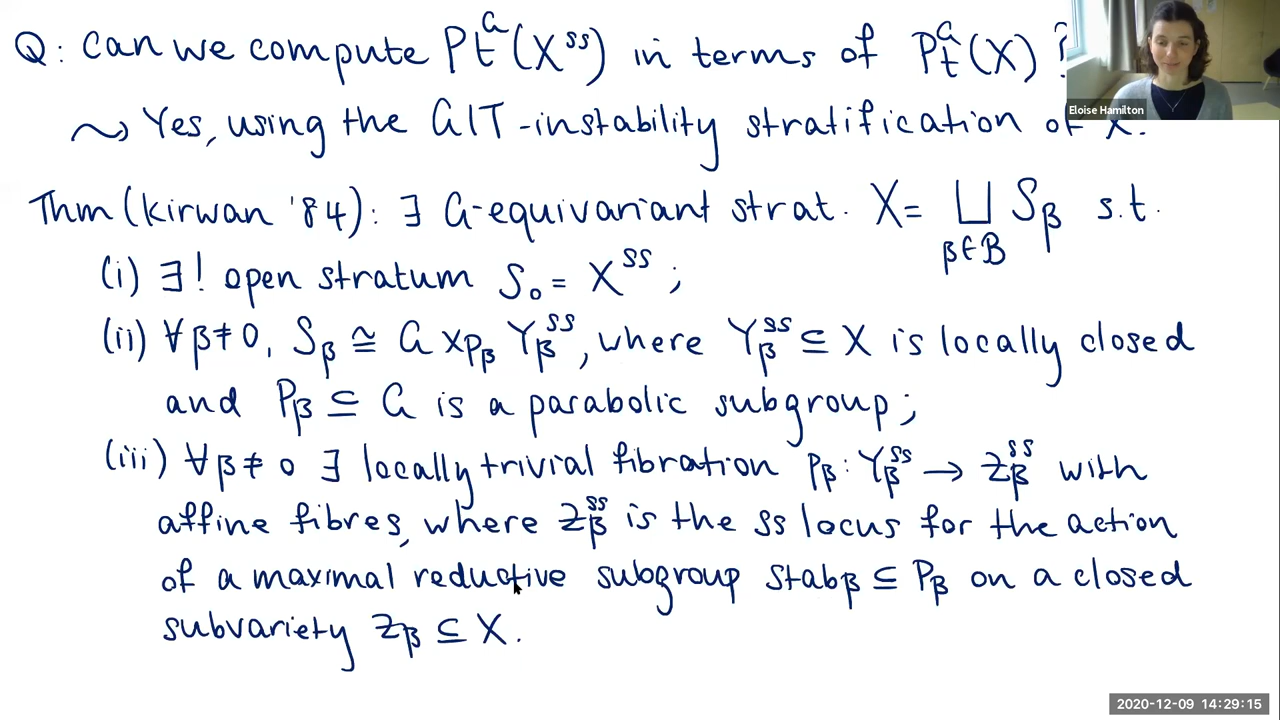 Q: Can we compute P_t^G(X^{ss}) in terms of P_t^G(X)?
⇝ Yes, using the GIT-instability stratification of X.
Thm (Kirwan '84): ∃ G-equivariant strat. X = ⊔_{β∈B} S_β s.t.
(i) ∃! open stratum S_0 = X^{ss};
(ii) ∀β≠0, S_β ≅ G ×_{P_β} Y_β^{ss}, where Y_β^{ss} ⊆ X is locally closed
and P_β ⊆ G is a parabolic subgroup;
(iii) ∀β≠0 ∃ locally trivial fibration p_β: Y_β^{ss} → Z_β^{ss} with
affine fibres, where Z_β^{ss} is the ss locus for the action
of a maximal reductive subgroup Stab_β ⊆ P_β on a closed
subvariety Z_β ⊆ X.
Eloise Hamilton
2020-12-09 14:29:15